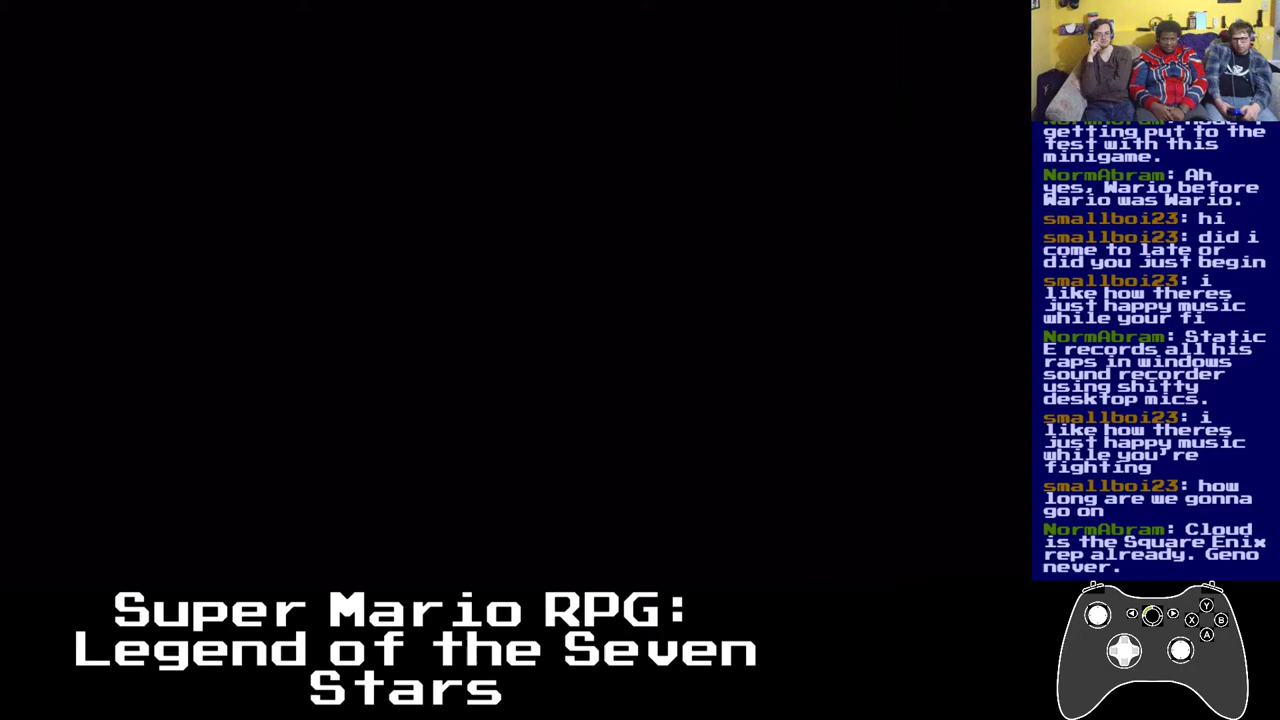 getting put to the
test with this
minigame.
NormAbram: Ah
yes, Wario before
Wario was Wario.
smallboi23: hi
smallboi23: did i
come to late or
did you just begin
smallboi23: i
like how theres
just happy music
while your fi
NormAbram: Static
E records all his
raps in windows
sound recorder
using shitty
desktop mics.
smallboi23: i
like how theres
just happy music
while you're
fighting
smallboi23: how
long are we gonna
go on
NormAbram: Cloud
is the Square Enix
rep already. Geno
never.
Super Mario RPG:
Legend of the Seven
Stars
Y
X B
A